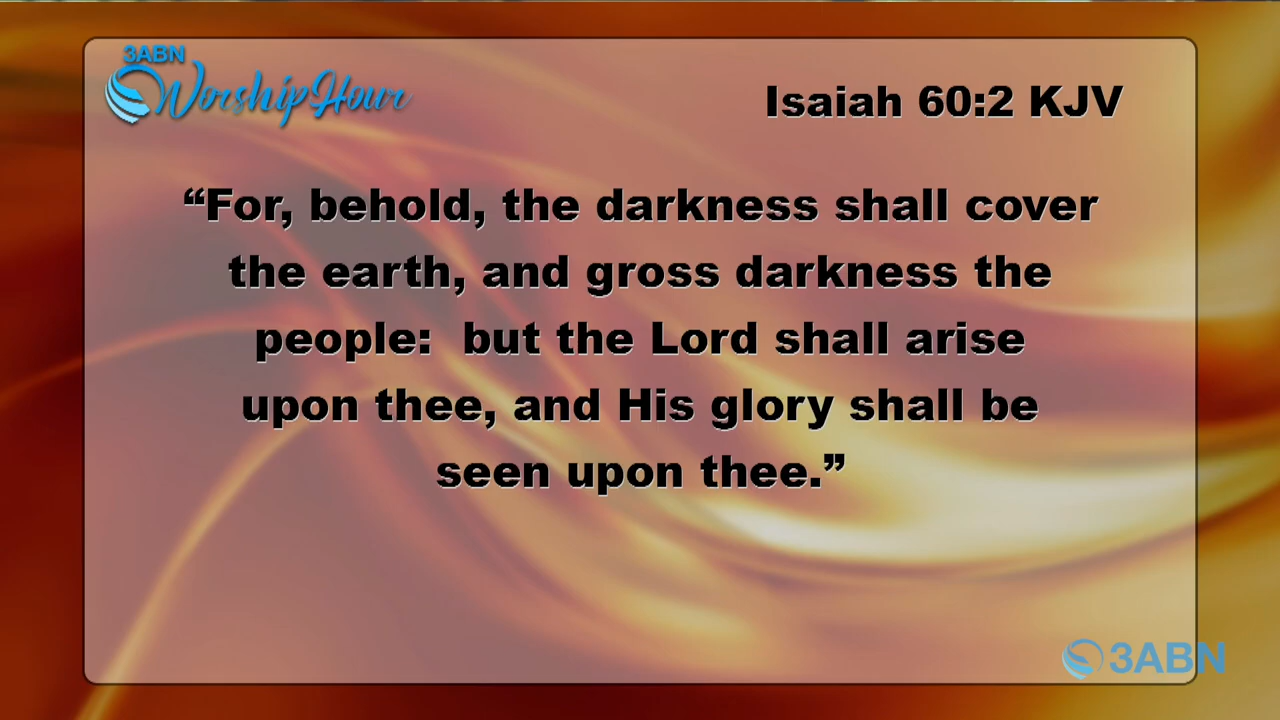 3ABN
Worship Hour
Isaiah 60:2 KJV
“For, behold, the darkness shall cover
the earth, and gross darkness the
people:  but the Lord shall arise
upon thee, and His glory shall be
seen upon thee.”
3ABN